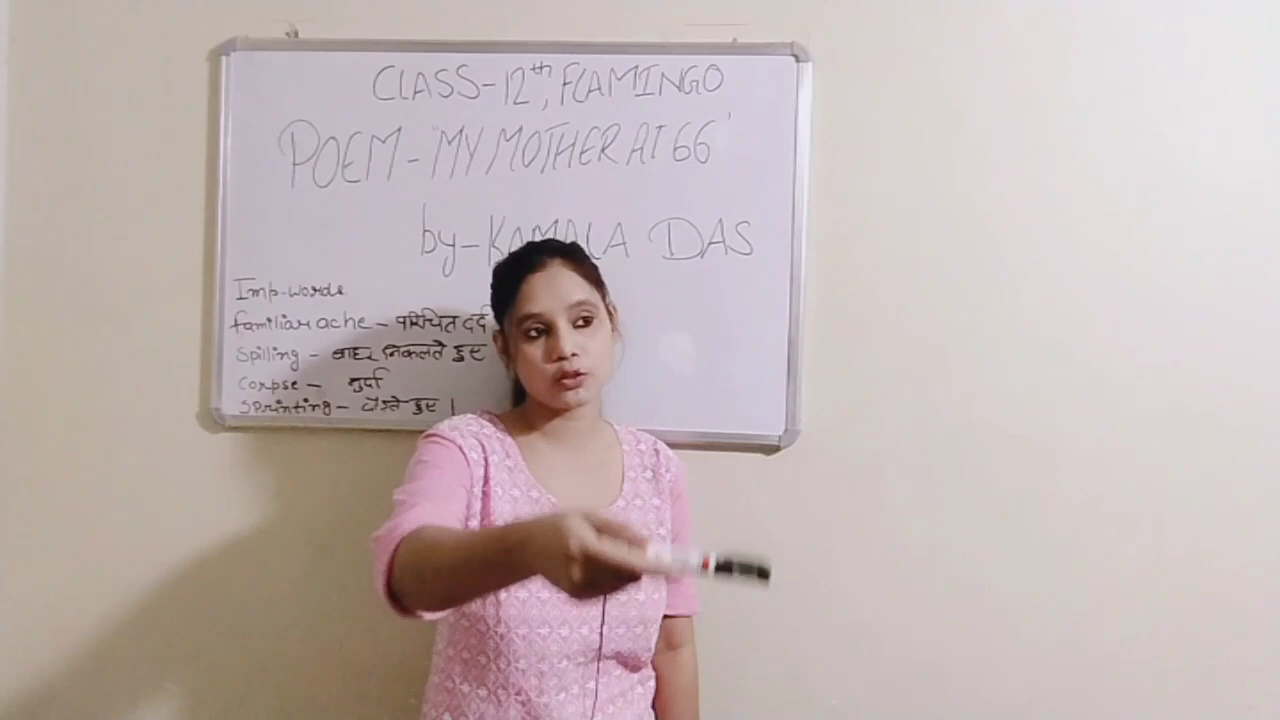 CLASS-12th, FLAMINGO
POEM-'MY MOTHER AT 66'
by-KAMALA DAS
Imp-words
familiar ache - परिचित दर्द
Spilling - बाहर निकलते हुए
Corpse - मुर्दा
Sprinting - दौड़ते हुए ।